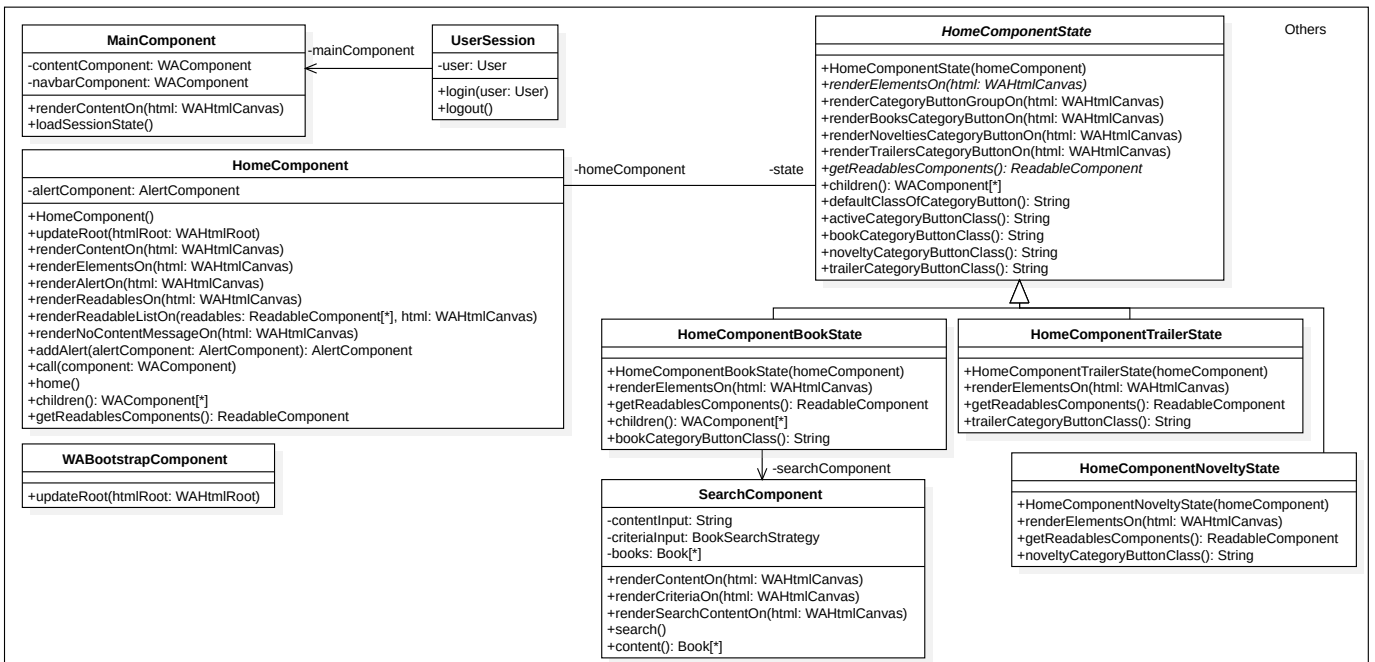 Others
MainComponent
-contentComponent: WAComponent
-navbarComponent: WAComponent
+renderContentOn(html: WAHtmlCanvas)
+loadSessionState()
-mainComponent
UserSession
-user: User
+login(user: User)
+logout()
HomeComponentState
+HomeComponentState(homeComponent)
+renderElementsOn(html: WAHtmlCanvas)
+renderCategoryButtonGroupOn(html: WAHtmlCanvas)
+renderBooksCategoryButtonOn(html: WAHtmlCanvas)
+renderNoveltiesCategoryButtonOn(html: WAHtmlCanvas)
+renderTrailersCategoryButtonOn(html: WAHtmlCanvas)
+getReadablesComponents(): ReadableComponent
+children(): WAComponent[*]
+defaultClassOfCategoryButton(): String
+activeCategoryButtonClass(): String
+bookCategoryButtonClass(): String
+noveltyCategoryButtonClass(): String
+trailerCategoryButtonClass(): String
HomeComponent
-alertComponent: AlertComponent
+HomeComponent()
+updateRoot(htmlRoot: WAHtmlRoot)
+renderContentOn(html: WAHtmlCanvas)
+renderElementsOn(html: WAHtmlCanvas)
+renderAlertOn(html: WAHtmlCanvas)
+renderReadablesOn(html: WAHtmlCanvas)
+renderReadableListOn(readables: ReadableComponent[*], html: WAHtmlCanvas)
+renderNoContentMessageOn(html: WAHtmlCanvas)
+addAlert(alertComponent: AlertComponent): AlertComponent
+call(component: WAComponent)
+home()
+children(): WAComponent[*]
+getReadablesComponents(): ReadableComponent
-homeComponent
-state
HomeComponentBookState
+HomeComponentBookState(homeComponent)
+renderElementsOn(html: WAHtmlCanvas)
+getReadablesComponents(): ReadableComponent
+children(): WAComponent[*]
+bookCategoryButtonClass(): String
HomeComponentTrailerState
+HomeComponentTrailerState(homeComponent)
+renderElementsOn(html: WAHtmlCanvas)
+getReadablesComponents(): ReadableComponent
+trailerCategoryButtonClass(): String
WABootstrapComponent
+updateRoot(htmlRoot: WAHtmlRoot)
-searchComponent
SearchComponent
-contentInput: String
-criteriaInput: BookSearchStrategy
-books: Book[*]
+renderContentOn(html: WAHtmlCanvas)
+renderCriteriaOn(html: WAHtmlCanvas)
+renderSearchContentOn(html: WAHtmlCanvas)
+search()
+content(): Book[*]
HomeComponentNoveltyState
+HomeComponentNoveltyState(homeComponent)
+renderElementsOn(html: WAHtmlCanvas)
+getReadablesComponents(): ReadableComponent
+noveltyCategoryButtonClass(): String